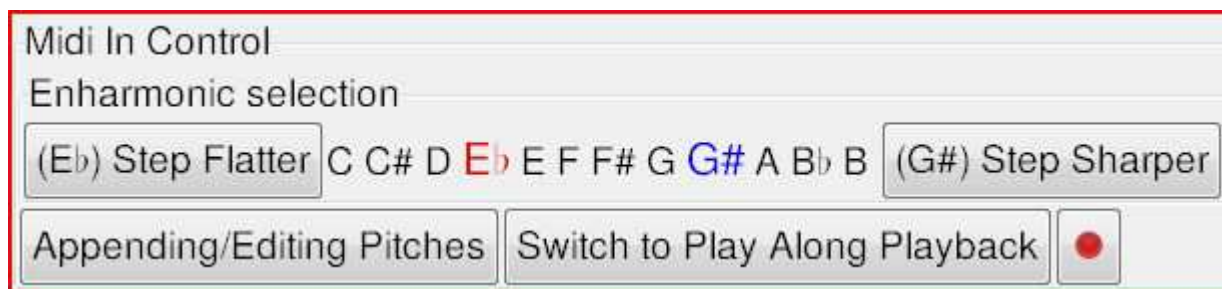 Midi In Control
Enharmonic selection
(E♭) Step Flatter C C# D E♭ E F F# G G# A B♭ B (G#) Step Sharper
Appending/Editing Pitches Switch to Play Along Playback